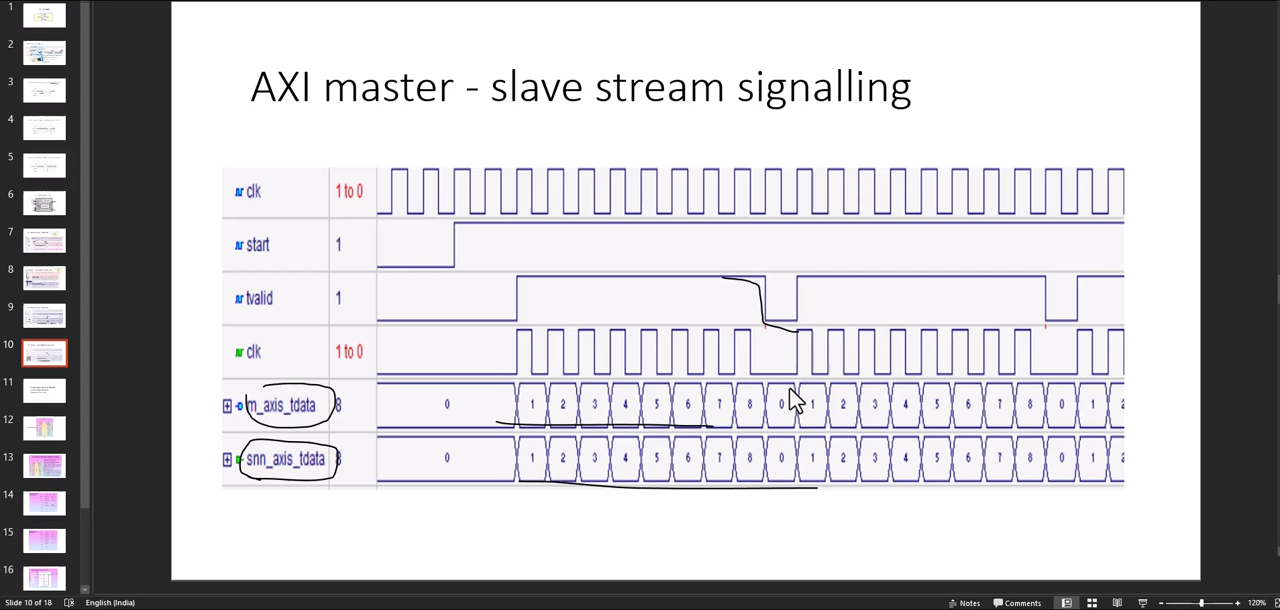 AXI master - slave stream signalling
clk 1 to 0
start 1
tvalid 1
clk 1 to 0
m_axis_tdata 8 0 1 2 3 4 5 6 7 8 0 1 2 3 4 5 6 7 8 0 1 2
snn_axis_tdata 8 0 1 2 3 4 5 6 7 8 0 1 2 3 4 5 6 7 8 0 1 2
1
2
3
4
5
6
7
8
9
10
11
12
13
14
15
16
Slide 10 of 18 English (India) Notes Comments 120%